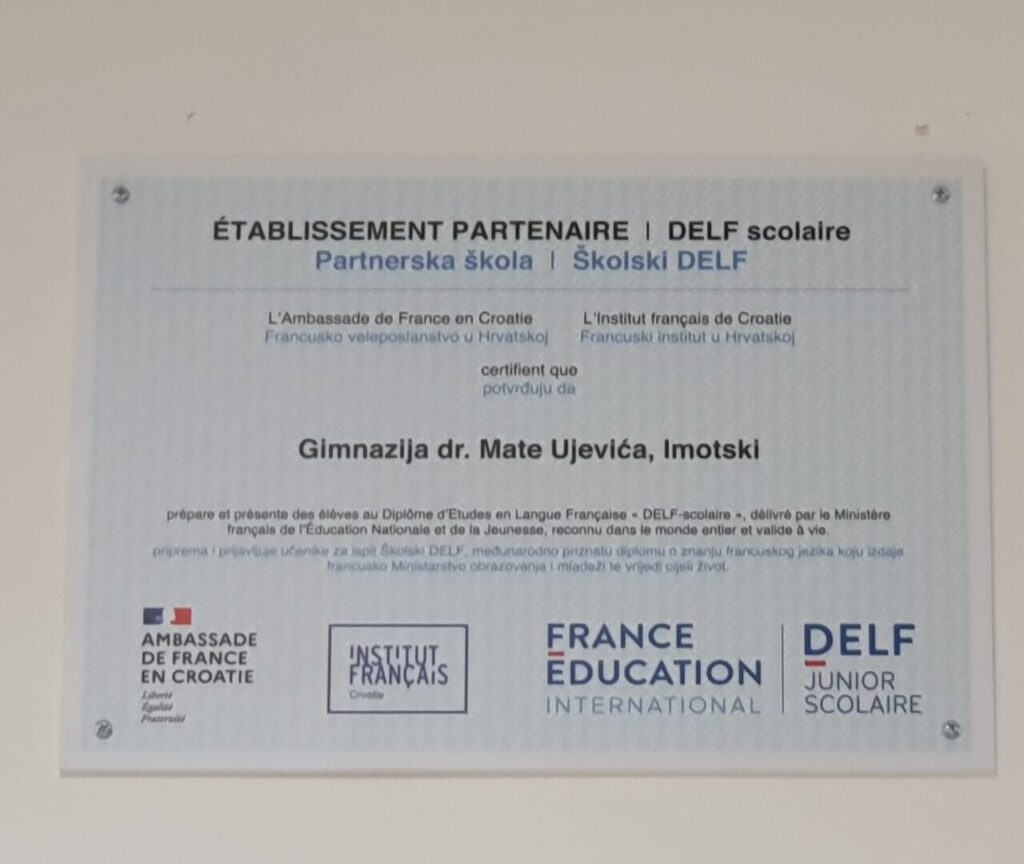 ÉTABLISSEMENT PARTENAIRE | DELF scolaire
Partnerska škola | Školski DELF
L'Ambassade de France en Croatie
Francusko veleposlanstvo u Hrvatskoj
L'Institut français de Croatie
Francuski institut u Hrvatskoj
certifient que
potvrđuju da
Gimnazija dr. Mate Ujevića, Imotski
prépare et présente des élèves au Diplôme d'Etudes en Langue Française « DELF-scolaire », délivré par le Ministère
français de l'Éducation Nationale et de la Jeunesse, reconnu dans le monde entier et valide à vie.
priprema i prijavljuje učenike za ispit Školski DELF, međunarodno priznatu diplomu o znanju francuskog jezika koju izdaje
francusko Ministarstvo obrazovanja i mladeži te vrijedi cijeli život.
AMBASSADE
DE FRANCE
EN CROATIE
Liberté
Égalité
Fraternité
INSTITUT
FRANÇAIS
Croatie
FRANCE
ÉDUCATION
INTERNATIONAL
DELF
JUNIOR
SCOLAIRE